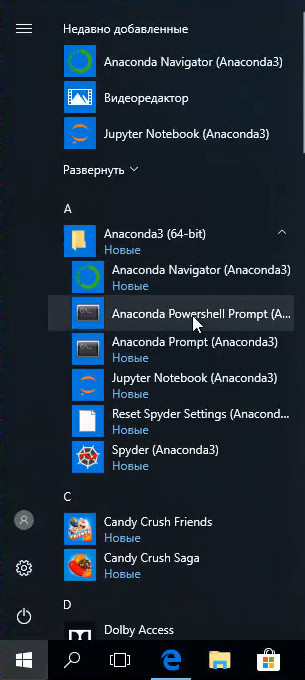 Недавно добавленные
Anaconda Navigator (Anaconda3)
Видеоредактор
Jupyter Notebook (Anaconda3)
Развернуть
A
Anaconda3 (64-bit)
Новые
Anaconda Navigator (Anaconda3)
Новые
Anaconda Powershell Prompt (A...
Anaconda Prompt (Anaconda3)
Новые
Jupyter Notebook (Anaconda3)
Новые
Reset Spyder Settings (Anacond...
Новые
Spyder (Anaconda3)
Новые
C
Candy Crush Friends
Новые
Candy Crush Saga
Новые
D
Dolby Access